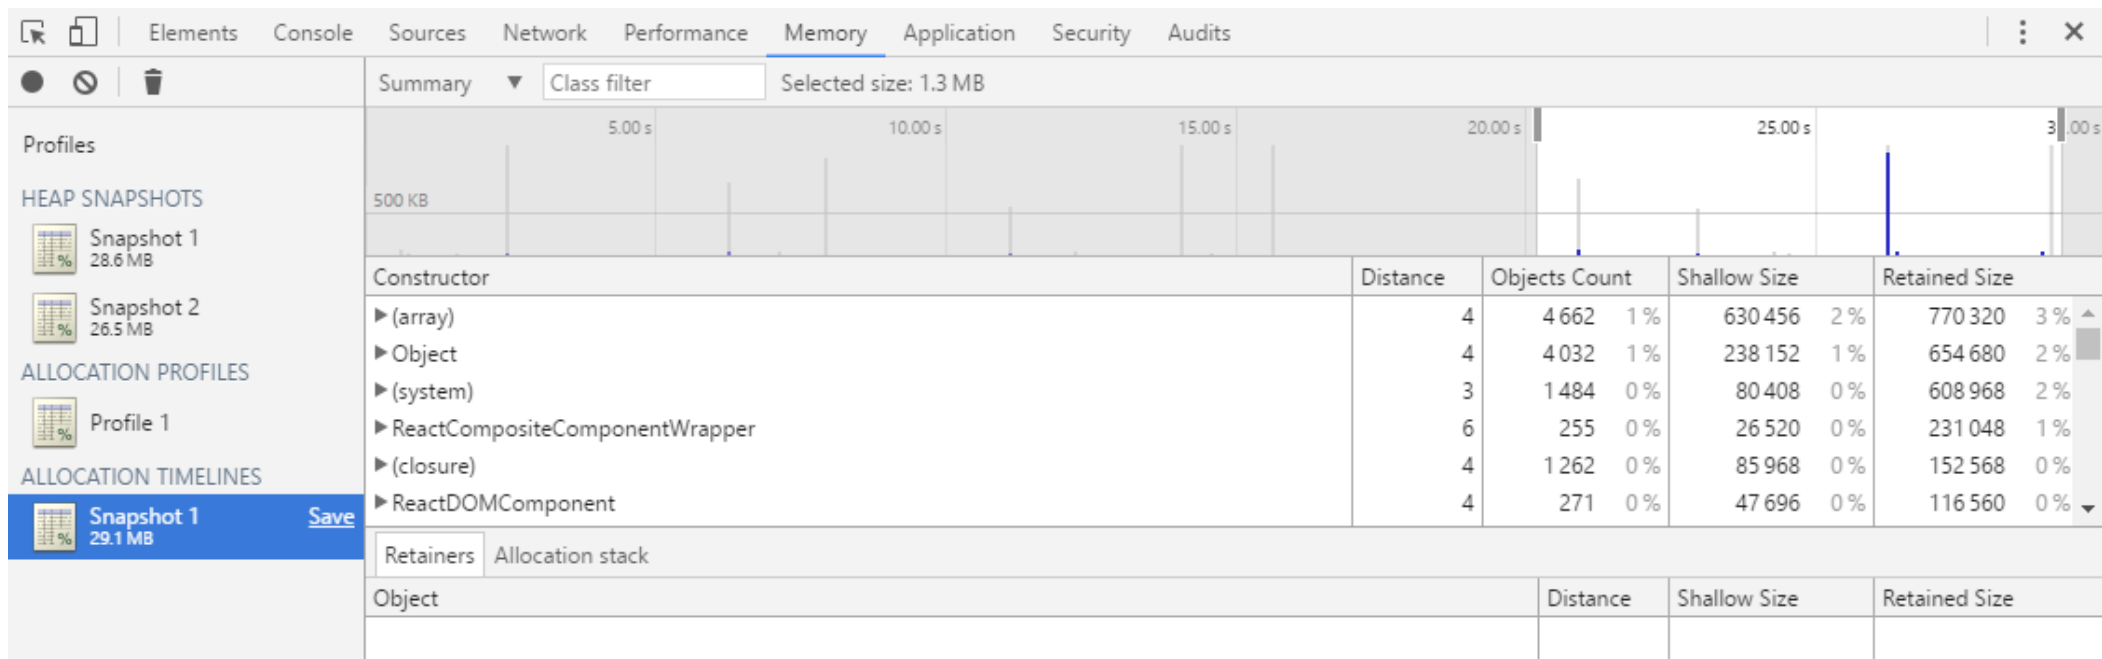 Elements Console Sources Network Performance Memory Application Security Audits
Summary Class filter Selected size: 1.3 MB
Profiles
HEAP SNAPSHOTS
Snapshot 1
28.6 MB
Snapshot 2
26.5 MB
ALLOCATION PROFILES
Profile 1
ALLOCATION TIMELINES
Snapshot 1 Save
29.1 MB
5.00 s 10.00 s 15.00 s 20.00 s 25.00 s
500 KB
Constructor Distance Objects Count Shallow Size Retained Size
(array) 4 4 662 1 % 630 456 2 % 770 320 3 %
Object 4 4 032 1 % 238 152 1 % 654 680 2 %
(system) 3 1 484 0 % 80 408 0 % 608 968 2 %
ReactCompositeComponentWrapper 6 255 0 % 26 520 0 % 231 048 1 %
(closure) 4 1 262 0 % 85 968 0 % 152 568 0 %
ReactDOMComponent 4 271 0 % 47 696 0 % 116 560 0 %
Retainers Allocation stack
Object Distance Shallow Size Retained Size